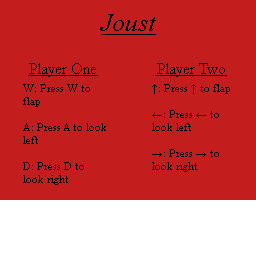 Joust
Player One
W: Press W to
flap
A: Press A to look
left
D: Press D to
look right
Player Two
↑: Press ↑ to flap
←: Press ← to
look left
→: Press → to
look right